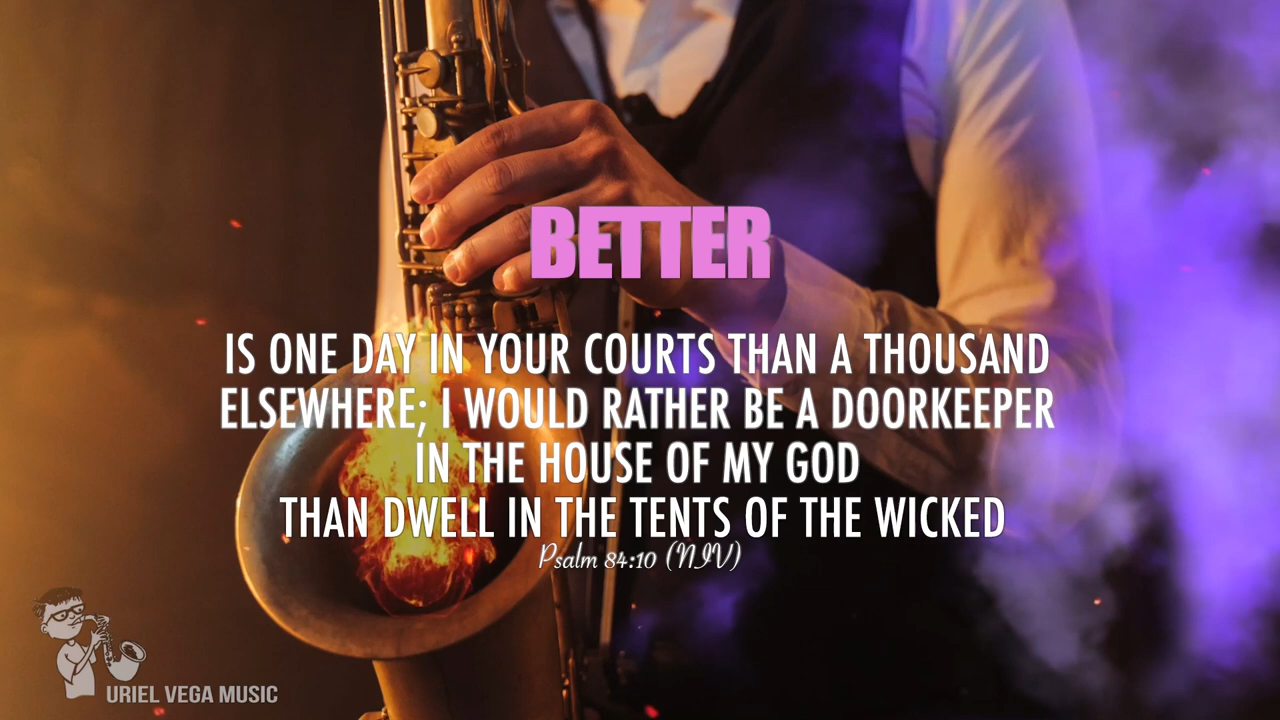 BETTER
IS ONE DAY IN YOUR COURTS THAN A THOUSAND
ELSEWHERE; I WOULD RATHER BE A DOORKEEPER
IN THE HOUSE OF MY GOD
THAN DWELL IN THE TENTS OF THE WICKED
Psalm 84:10 (NIV)
URIEL VEGA MUSIC